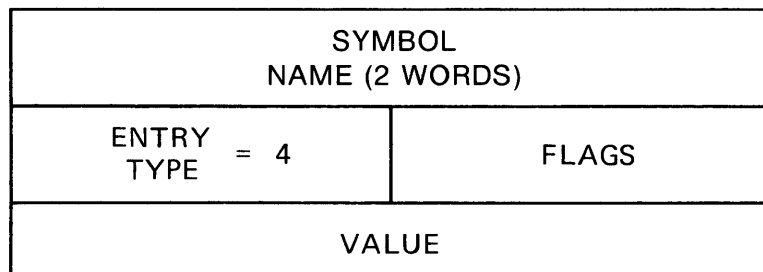 SYMBOL
NAME (2 WORDS)
ENTRY
TYPE = 4
FLAGS
VALUE